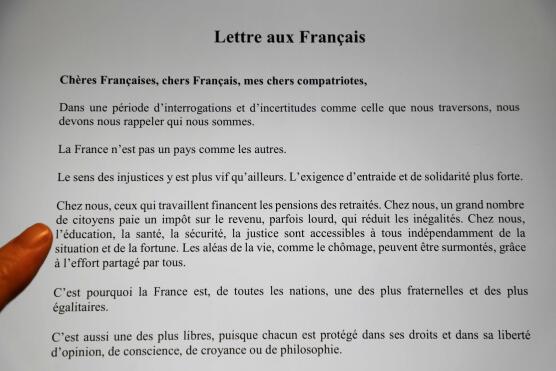 Lettre aux Français
Chères Françaises, chers Français, mes chers compatriotes,
Dans une période d’interrogations et d’incertitudes comme celle que nous traversons, nous
devons nous rappeler qui nous sommes.
La France n’est pas un pays comme les autres.
Le sens des injustices y est plus vif qu’ailleurs. L’exigence d’entraide et de solidarité plus forte.
Chez nous, ceux qui travaillent financent les pensions des retraités. Chez nous, un grand nombre
de citoyens paie un impôt sur le revenu, parfois lourd, qui réduit les inégalités. Chez nous,
l’éducation, la santé, la sécurité, la justice sont accessibles à tous indépendamment de la
situation et de la fortune. Les aléas de la vie, comme le chômage, peuvent être surmontés, grâce
à l’effort partagé par tous.
C’est pourquoi la France est, de toutes les nations, une des plus fraternelles et des plus
égalitaires.
C’est aussi une des plus libres, puisque chacun est protégé dans ses droits et dans sa liberté
d’opinion, de conscience, de croyance ou de philosophie.